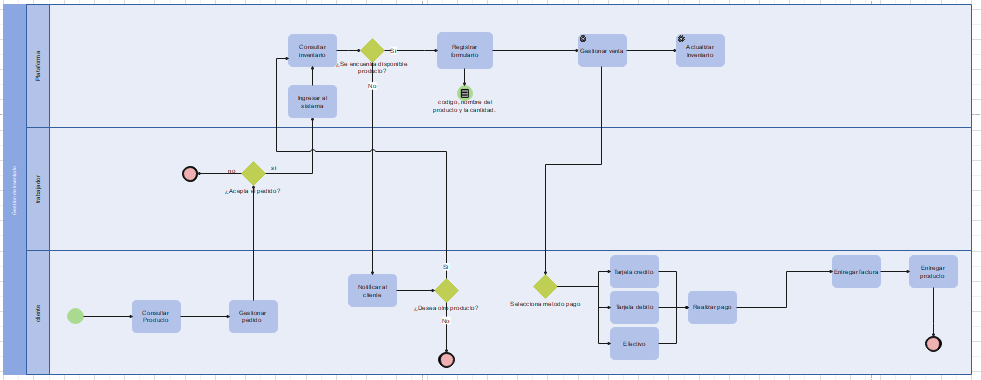 Plataforma
Consultar
inventario
¿Se encuentra disponible
producto?
Si
No
Registrar
formulario
codigo, nombre del
producto y la cantidad.
Gestionar venta
Actualitar
Inventario
Ingresar al
sistema
trabajador
no
si
¿Acepta el pedido?
cliente
Consultar
Producto
Gestionar
pedido
Notificar al
cliente
Si
¿Desea otro producto?
No
Selecciona metodo pago
Tarjeta credito
Tarjeta debito
Efectivo
Realizar pago
Entregar factura
Entregar
producto